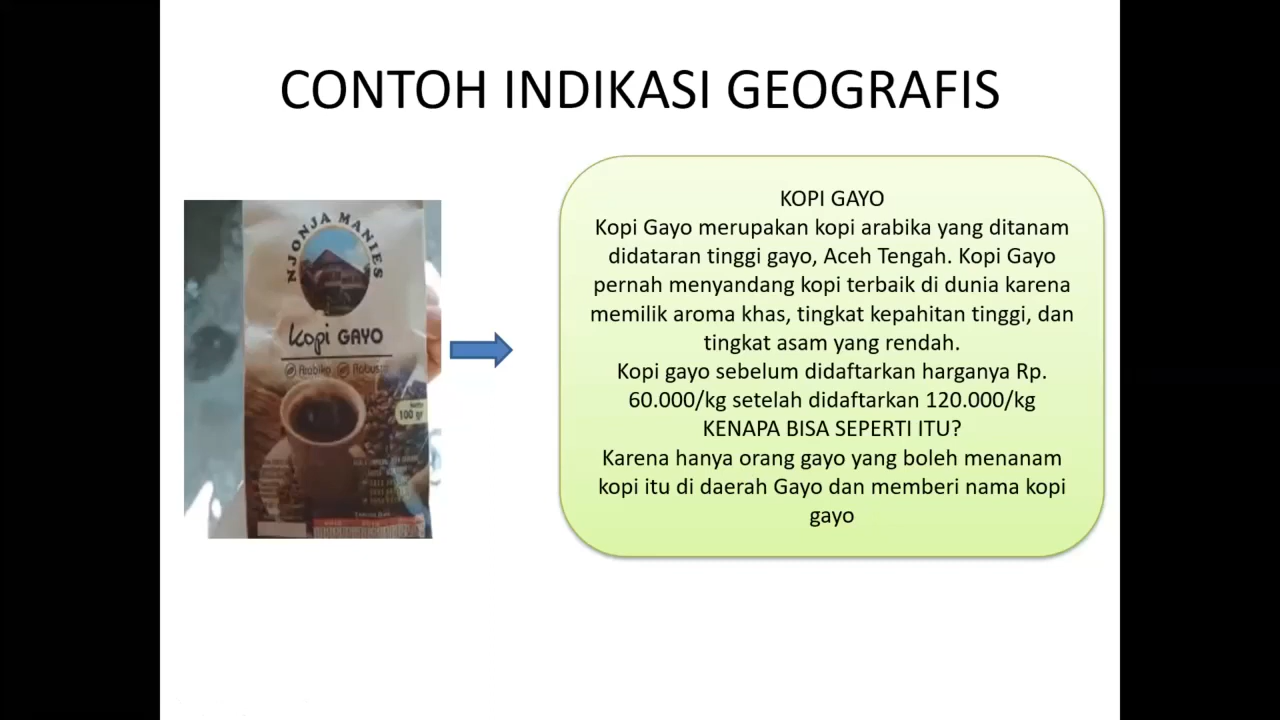 CONTOH INDIKASI GEOGRAFIS
NJONJA MANIES
Kopi GAYO
Arabika
100 gr
KOPI GAYO
Kopi Gayo merupakan kopi arabika yang ditanam
didataran tinggi gayo, Aceh Tengah. Kopi Gayo
pernah menyandang kopi terbaik di dunia karena
memilik aroma khas, tingkat kepahitan tinggi, dan
tingkat asam yang rendah.
Kopi gayo sebelum didaftarkan harganya Rp.
60.000/kg setelah didaftarkan 120.000/kg
KENAPA BISA SEPERTI ITU?
Karena hanya orang gayo yang boleh menanam
kopi itu di daerah Gayo dan memberi nama kopi
gayo